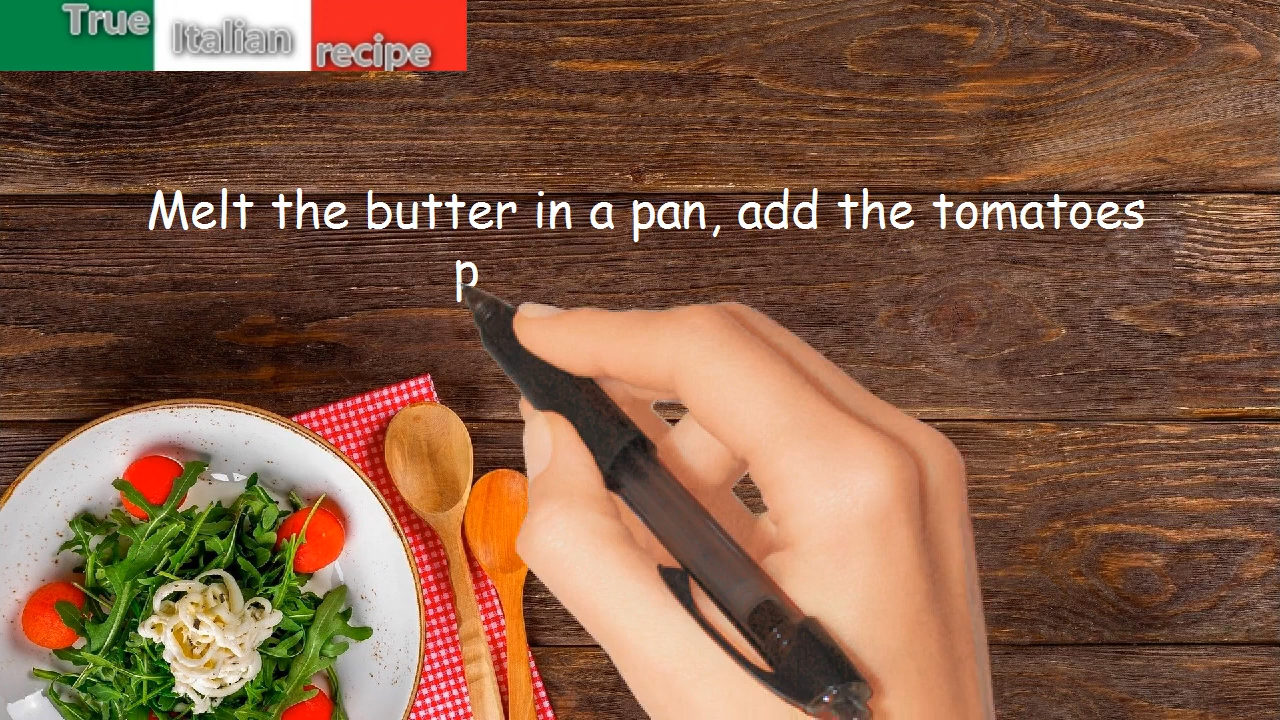 True Italian recipe
Melt the butter in a pan, add the tomatoes
p